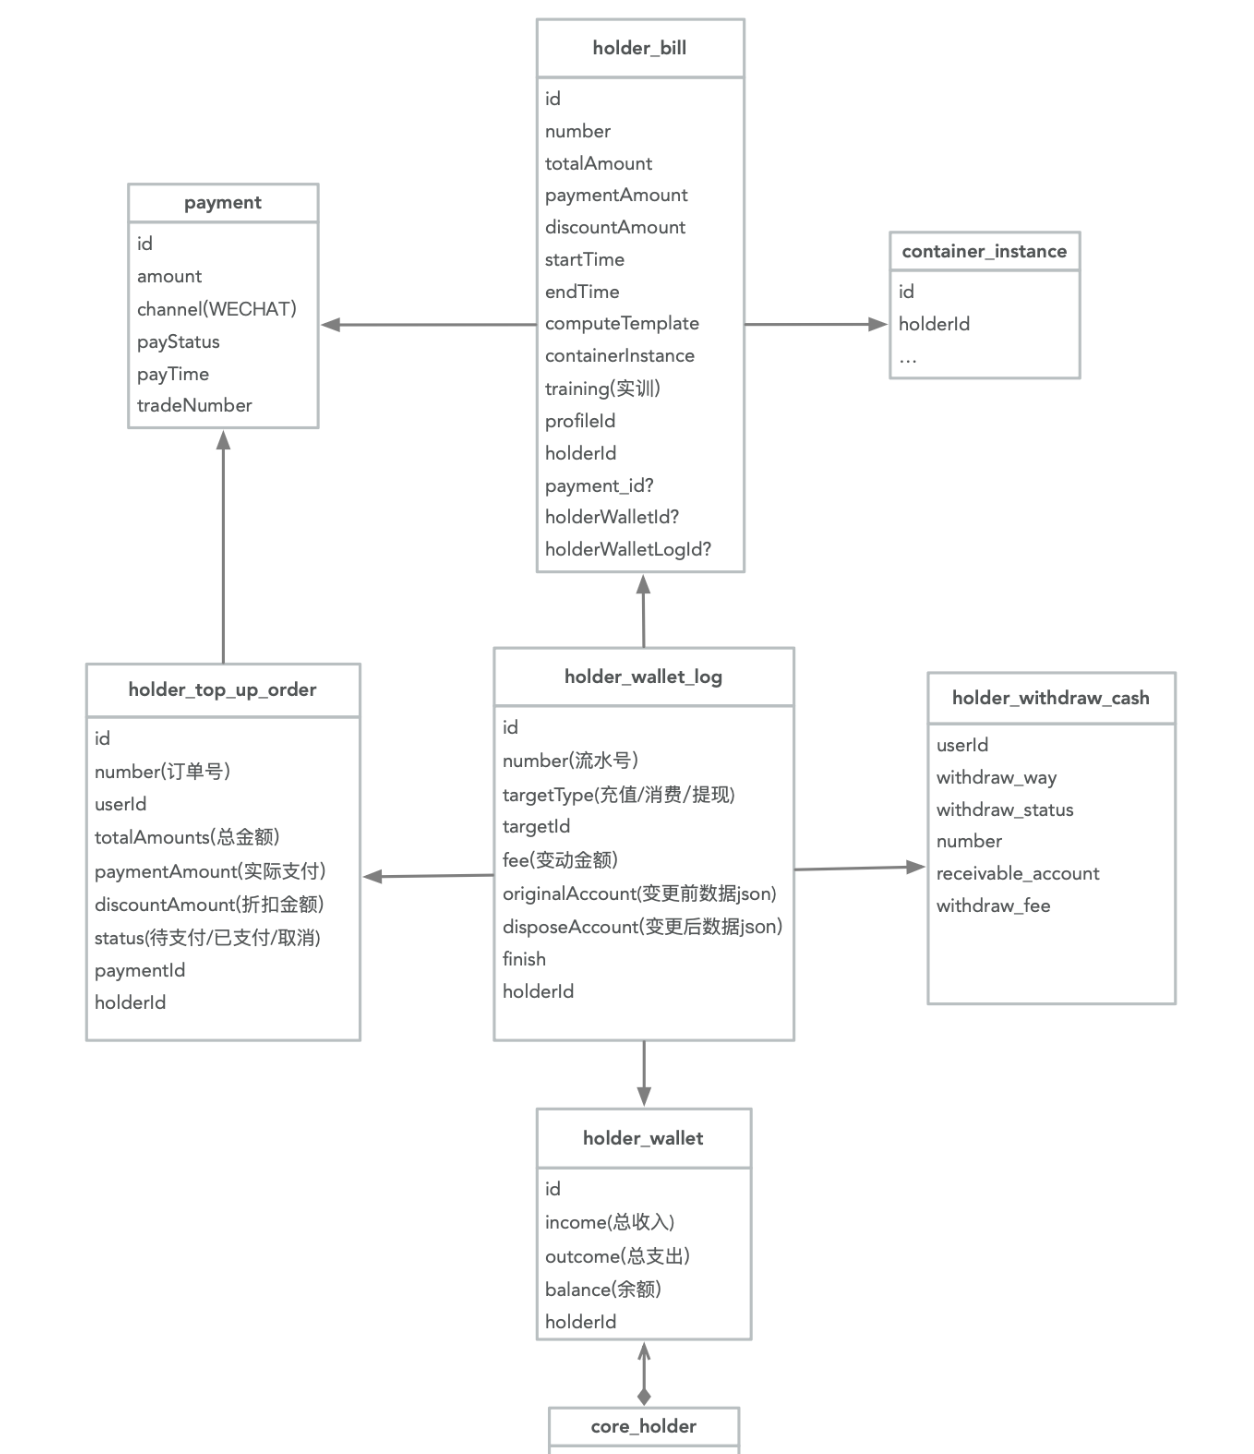 holder_bill
id
number
totalAmount
paymentAmount
discountAmount
startTime
endTime
computeTemplate
containerInstance
training(实训)
profileId
holderId
payment_id?
holderWalletId?
holderWalletLogId?
payment
id
amount
channel(WECHAT)
payStatus
payTime
tradeNumber
container_instance
id
holderId
...
holder_top_up_order
id
number(订单号)
userId
totalAmounts(总金额)
paymentAmount(实际支付)
discountAmount(折扣金额)
status(待支付/已支付/取消)
paymentId
holderId
holder_wallet_log
id
number(流水号)
targetType(充值/消费/提现)
targetId
fee(变动金额)
originalAccount(变更前数据json)
disposeAccount(变更后数据json)
finish
holderId
holder_withdraw_cash
userId
withdraw_way
withdraw_status
number
receivable_account
withdraw_fee
holder_wallet
id
income(总收入)
outcome(总支出)
balance(余额)
holderId
core_holder